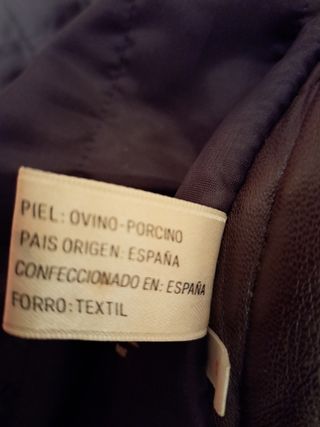 PIEL: OVINO-PORCINO
PAIS ORIGEN: ESPAÑA
CONFECCIONADO EN: ESPAÑA
FORRO: TEXTIL